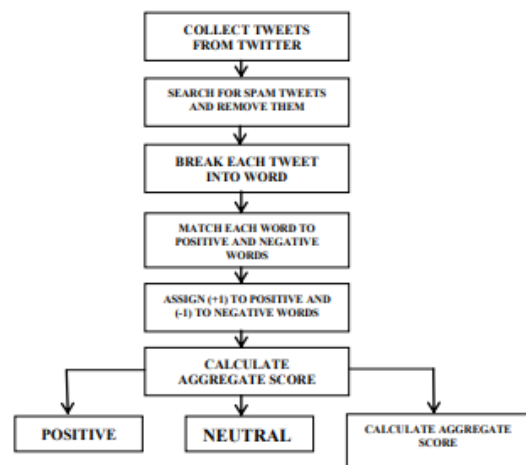 COLLECT TWEETS
FROM TWITTER
SEARCH FOR SPAM TWEETS
AND REMOVE THEM
BREAK EACH TWEET
INTO WORD
MATCH EACH WORD TO
POSITIVE AND NEGATIVE
WORDS
ASSIGN (+1) TO POSITIVE AND
(-1) TO NEGATIVE WORDS
CALCULATE
AGGREGATE SCORE
POSITIVE
NEUTRAL
CALCULATE AGGREGATE
SCORE